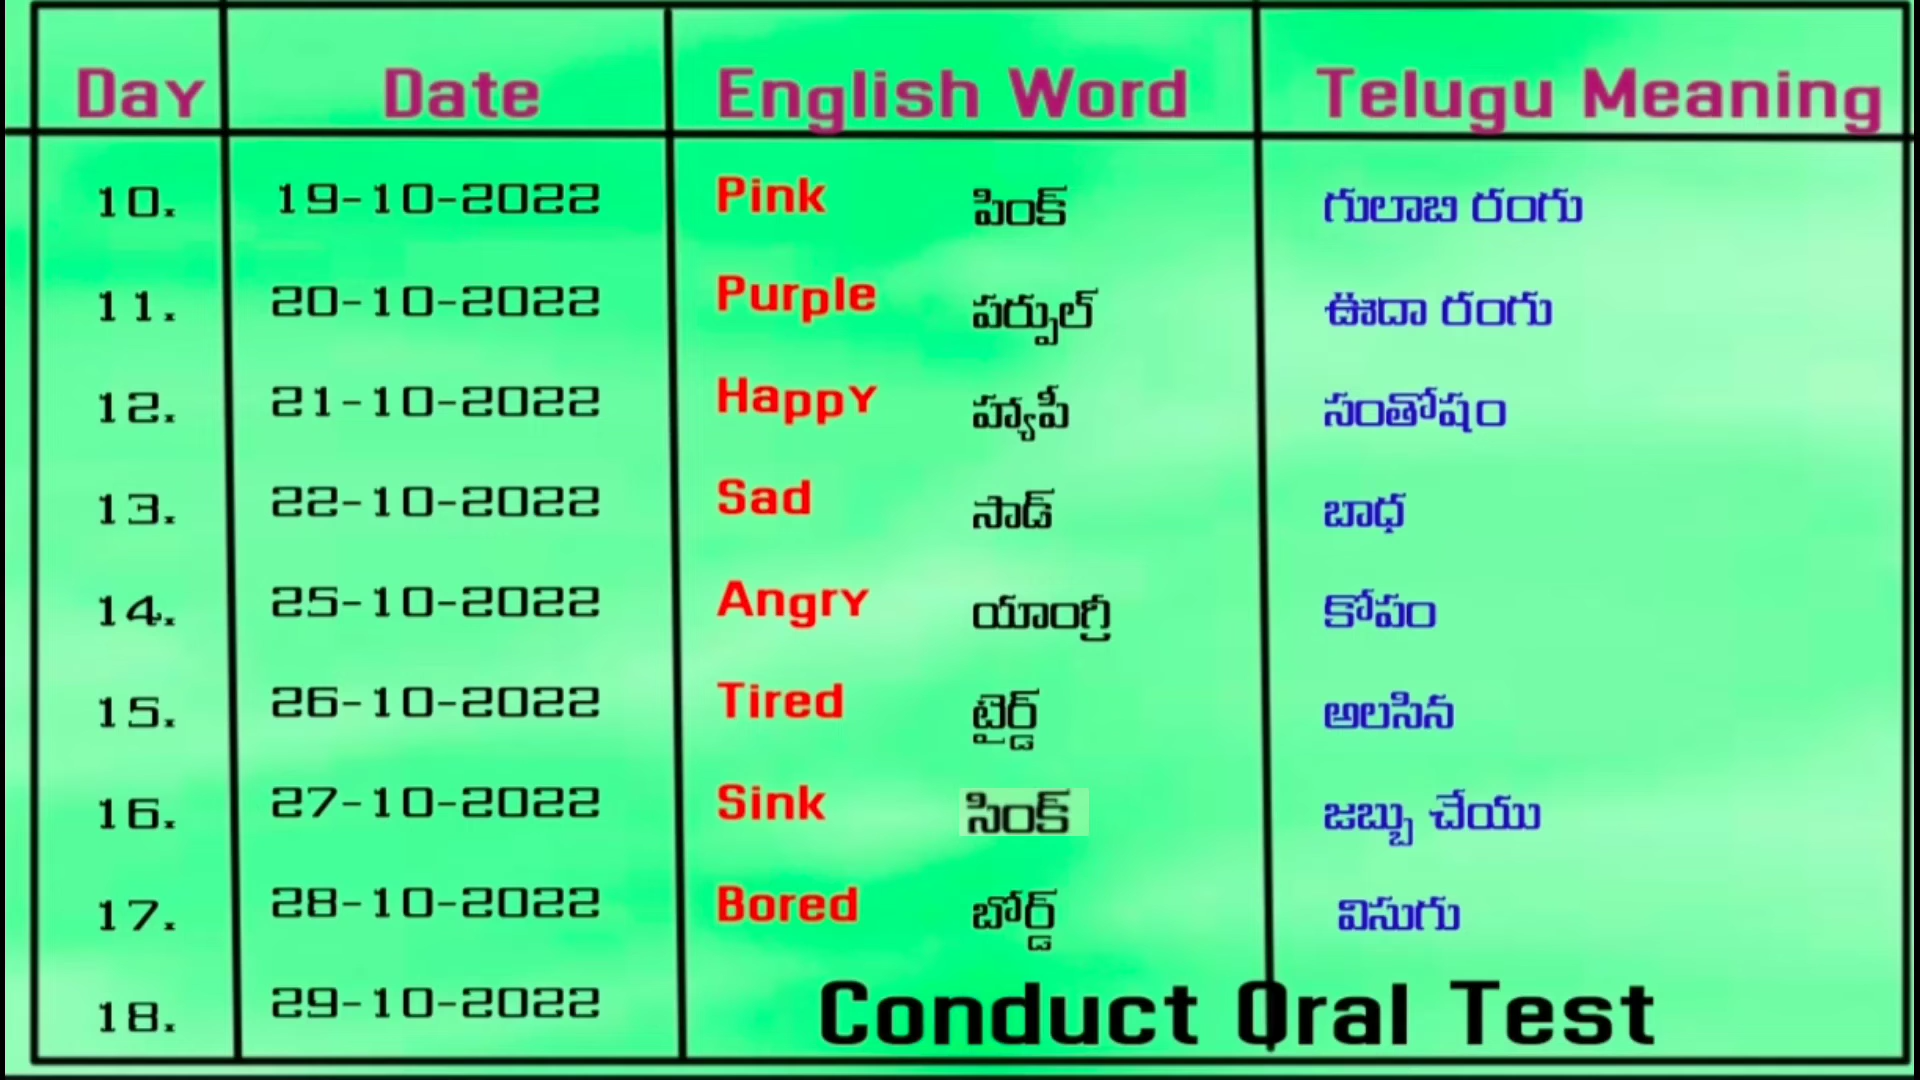 Day Date English Word Telugu Meaning
10. 19-10-2022 Pink పింక్ గులాబి రంగు
11. 20-10-2022 Purple పర్పుల్ ఊదా రంగు
12. 21-10-2022 Happy హ్యాపీ సంతోషం
13. 22-10-2022 Sad సాడ్ బాధ
14. 25-10-2022 Angry యాంగ్రీ కోపం
15. 26-10-2022 Tired టైర్డ్ అలసిన
16. 27-10-2022 Sink సింక్ జబ్బు చేయు
17. 28-10-2022 Bored బోర్డ్ విసుగు
18. 29-10-2022 Conduct Oral Test